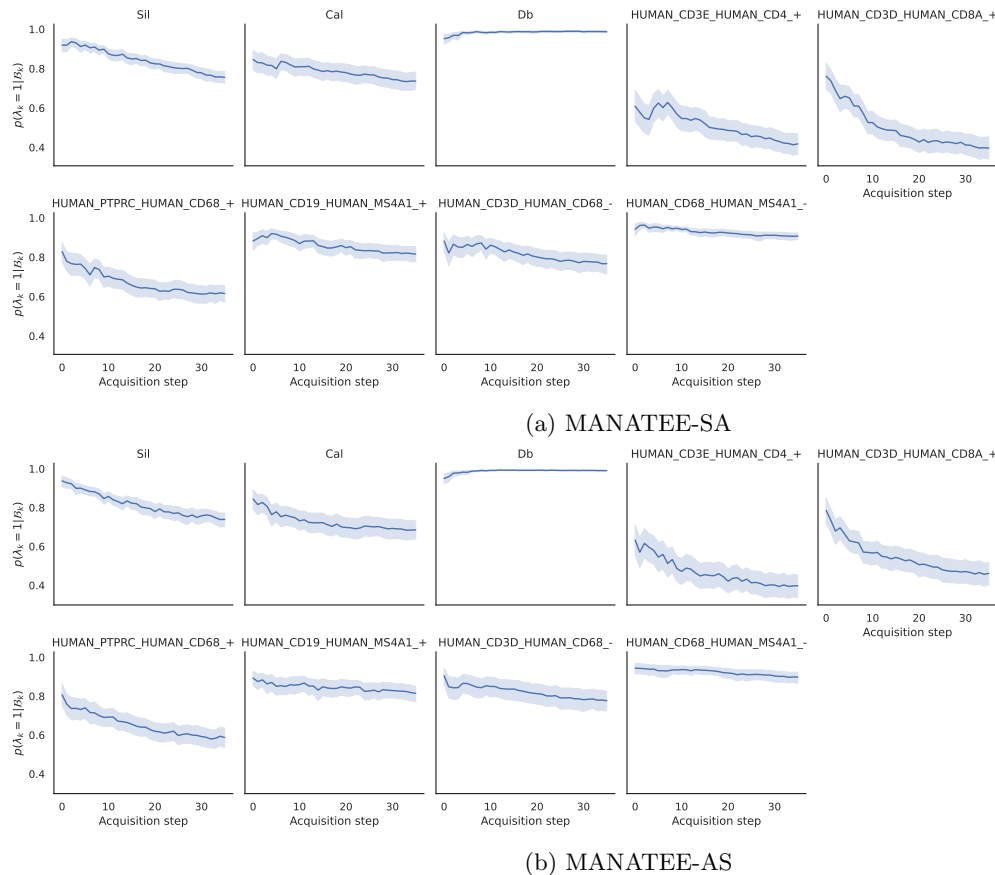 Sil Cal Db HUMAN_CD3E_HUMAN_CD4_+ HUMAN_CD3D_HUMAN_CD8A_+
1.0
0.8
0.6
0.4
p(λk = 1|ℬk)
0 10 20 30
Acquisition step
HUMAN_PTPRC_HUMAN_CD68_+ HUMAN_CD19_HUMAN_MS4A1_+ HUMAN_CD3D_HUMAN_CD68_- HUMAN_CD68_HUMAN_MS4A1_-
1.0
0.8
0.6
0.4
p(λk = 1|ℬk)
0 10 20 30 0 10 20 30 0 10 20 30 0 10 20 30
Acquisition step Acquisition step Acquisition step Acquisition step
(a) MANATEE-SA
Sil Cal Db HUMAN_CD3E_HUMAN_CD4_+ HUMAN_CD3D_HUMAN_CD8A_+
1.0
0.8
0.6
0.4
p(λk = 1|ℬk)
0 10 20 30
Acquisition step
HUMAN_PTPRC_HUMAN_CD68_+ HUMAN_CD19_HUMAN_MS4A1_+ HUMAN_CD3D_HUMAN_CD68_- HUMAN_CD68_HUMAN_MS4A1_-
1.0
0.8
0.6
0.4
p(λk = 1|ℬk)
0 10 20 30 0 10 20 30 0 10 20 30 0 10 20 30
Acquisition step Acquisition step Acquisition step Acquisition step
(b) MANATEE-AS